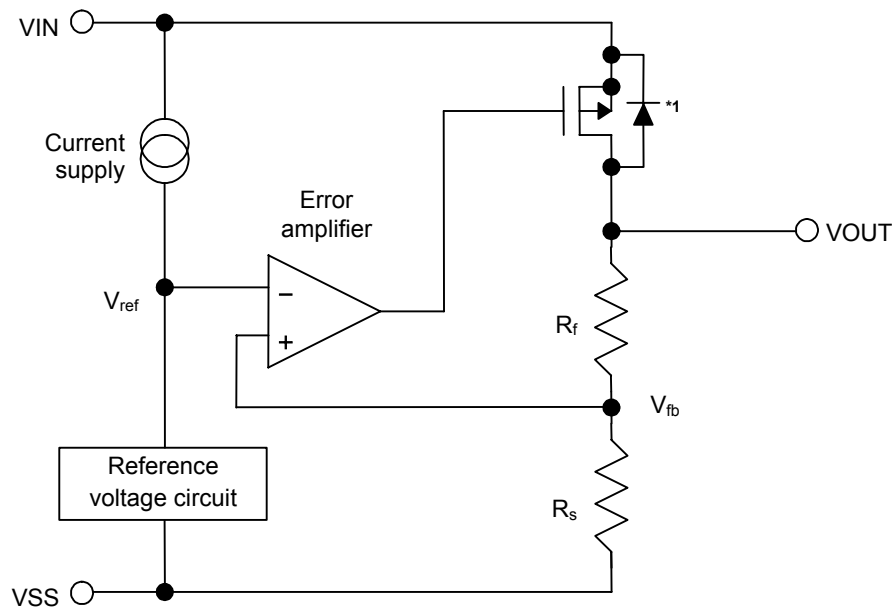 VIN
*1
Current
supply
Error
amplifier
VOUT
Vref
−
+
Rf
Vfb
Reference
voltage circuit
Rs
VSS